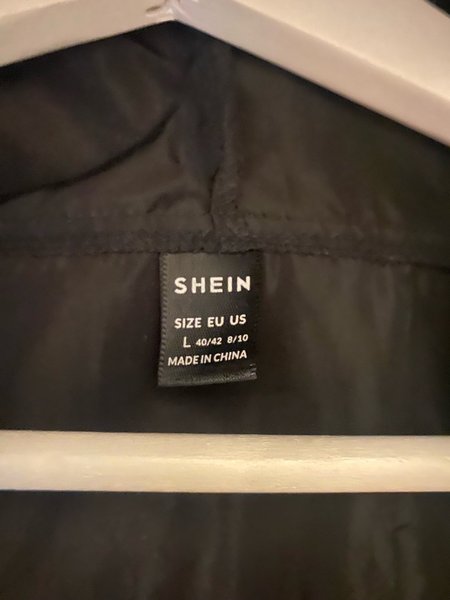 SHEIN
SIZE EU US
L 40/42 8/10
MADE IN CHINA